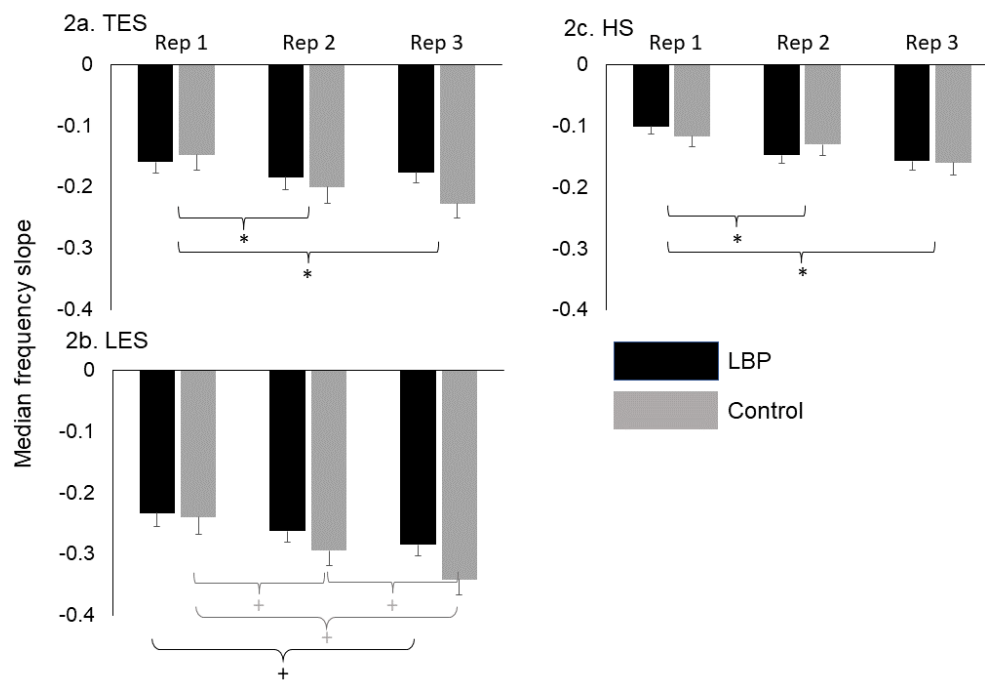 2a. TES
Rep 1 Rep 2 Rep 3
0
-0.1
-0.2
-0.3
-0.4
*
*
2c. HS
Rep 1 Rep 2 Rep 3
0
-0.1
-0.2
-0.3
-0.4
*
*
Median frequency slope
2b. LES
0
-0.1
-0.2
-0.3
-0.4
+ +
+
+
LBP
Control